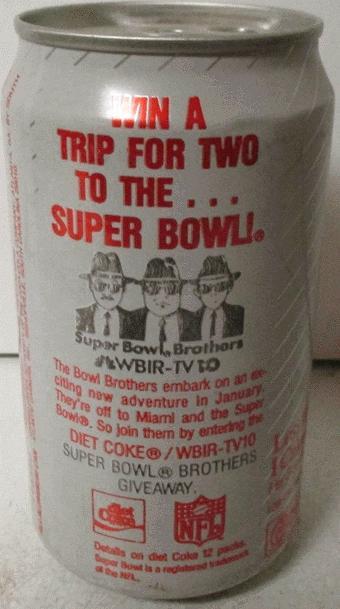 WIN A
TRIP FOR TWO
TO THE . . .
SUPER BOWL!®
Super Bowl Brothers
WBIR-TV 10
The Bowl Brothers embark on an ex-
citing new adventure in January.
They're off to Miami and the Super
Bowl®. So join them by entering the
DIET COKE® / WBIR-TV10
SUPER BOWL® BROTHERS
GIVEAWAY.
diet Coke
NFL
Details on diet Coke 12 packs.
Super Bowl is a registered trademark
of the NFL.